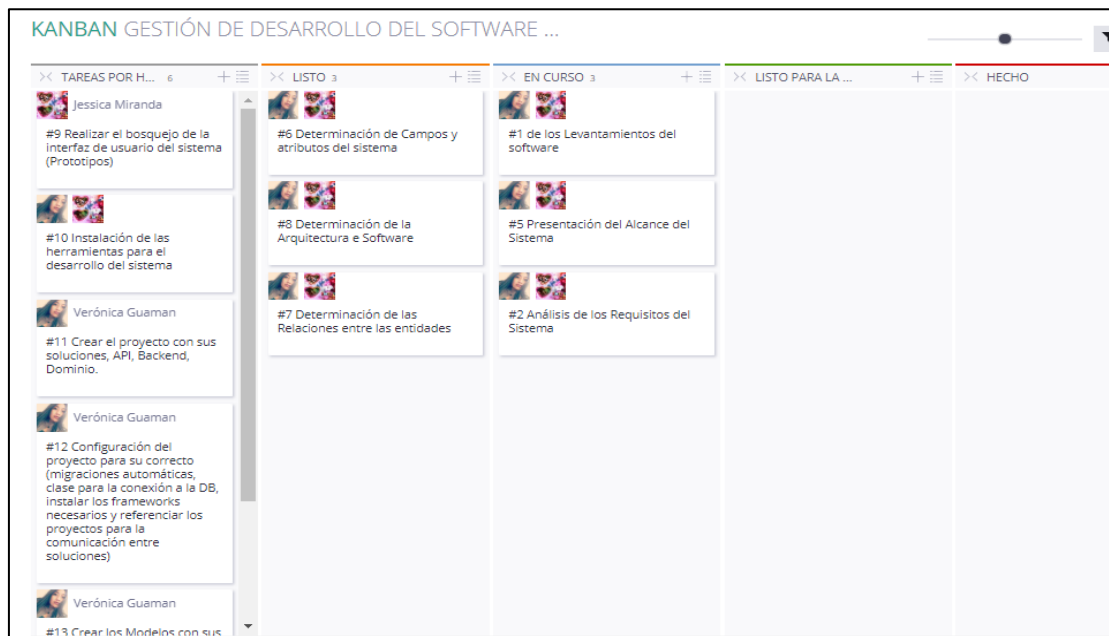 KANBAN GESTIÓN DE DESARROLLO DEL SOFTWARE ...
TAREAS POR H... 6
Jessica Miranda
#9 Realizar el bosquejo de la
interfaz de usuario del sistema
(Prototipos)
#10 Instalación de las
herramientas para el
desarrollo del sistema
Verónica Guaman
#11 Crear el proyecto con sus
soluciones, API, Backend,
Dominio.
Verónica Guaman
#12 Configuración del
proyecto para su correcto
(migraciones automáticas,
clase para la conexión a la DB,
instalar los frameworks
necesarios y referenciar los
proyectos para la
comunicación entre
soluciones)
Verónica Guaman
#13 Crear los Modelos con sus
LISTO 3
#6 Determinación de Campos y
atributos del sistema
#8 Determinación de la
Arquitectura e Software
#7 Determinación de las
Relaciones entre las entidades
EN CURSO 3
#1 de los Levantamientos del
software
#5 Presentación del Alcance del
Sistema
#2 Análisis de los Requisitos del
Sistema
LISTO PARA LA ...
HECHO